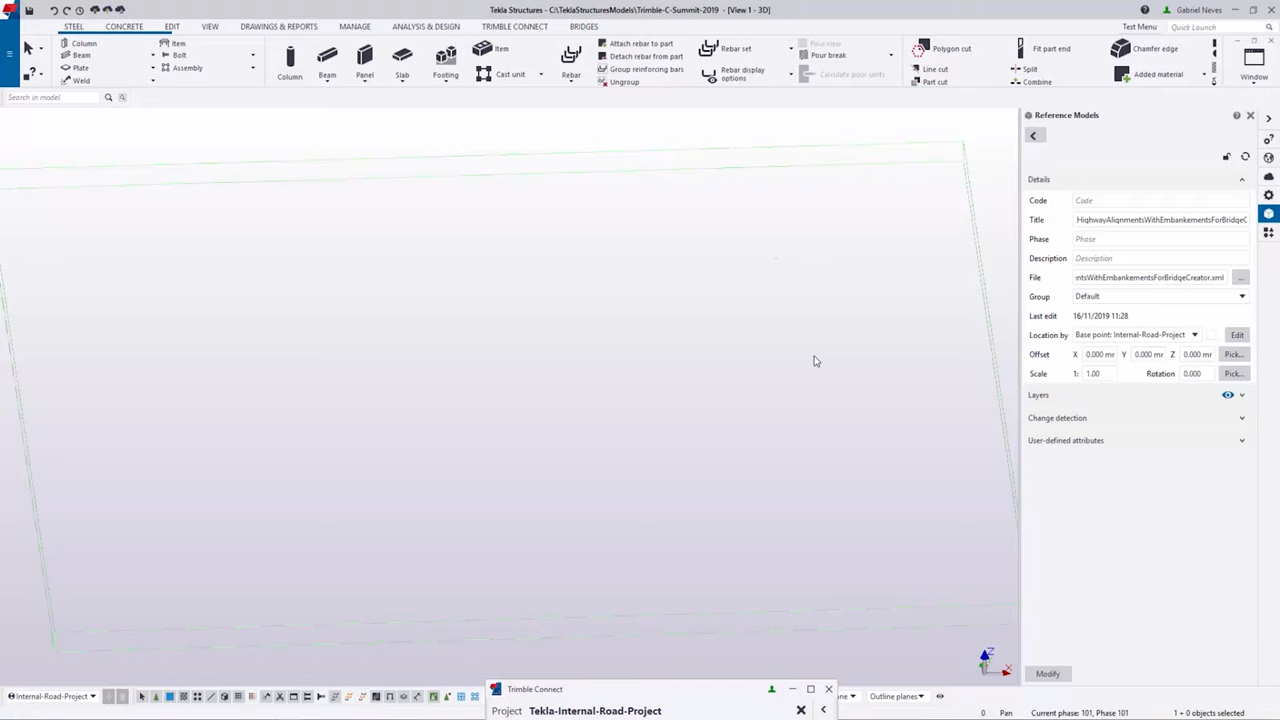 Tekla Structures - C:\TeklaStructuresModels\Trimble-C-Summit-2019 - [View 1 - 3D]
Gabriel Neves
STEEL CONCRETE EDIT VIEW DRAWINGS & REPORTS MANAGE ANALYSIS & DESIGN TRIMBLE CONNECT BRIDGES
Test Menu Quick Launch
Column Item
Beam Bolt
Plate Assembly
Weld
Column Beam Panel Slab Footing
Item
Cast unit
Rebar
Attach rebar to part
Detach rebar from part
Group reinforcing bars
Ungroup
Rebar set
Rebar display options
Pour view
Pour break
Calculate pour units
Polygon cut
Line cut
Part cut
Fit part end
Split
Combine
Chamfer edge
Added material
Window
Search in model
Reference Models
Details
Code Code
Title HighwayAlignmentsWithEmbankementsForBridgeC
Phase Phase
Description Description
File ntsWithEmbankementsForBridgeCreator.xml ...
Group Default
Last edit 16/11/2019 11:28
Location by Base point: Internal-Road-Project Edit
Offset X 0.000 mr Y 0.000 mr Z 0.000 mr Pick...
Scale 1: 1.00 Rotation 0.000 Pick...
Layers
Change detection
User-defined attributes
Z
X
Modify
Internal-Road-Project
Trimble Connect
Project Tekla-Internal-Road-Project
ne Outline planes
0 Pan Current phase: 101, Phase 101 1 + 0 objects selected